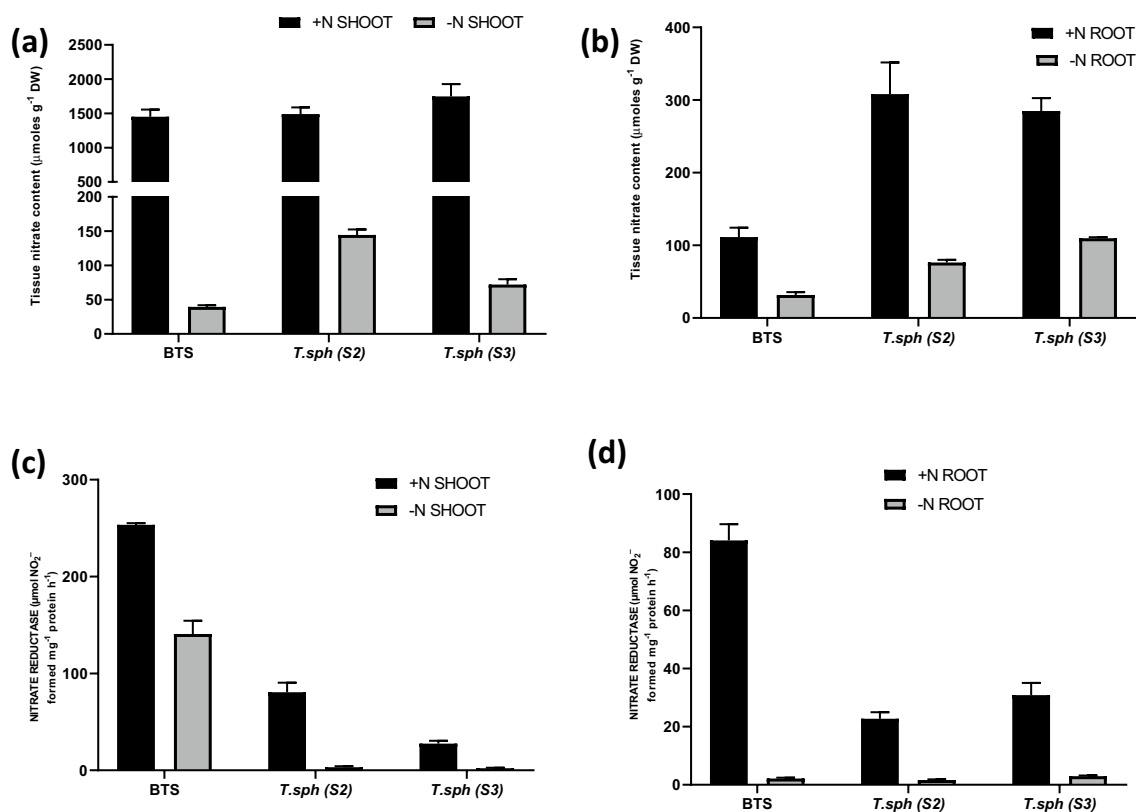 (a)
+N SHOOT
-N SHOOT
Tissue nitrate content (μmoles g⁻¹ DW)
2000
1750
1500
1250
1000
750
500
200
150
100
50
0
BTS
T.sph (S2)
T.sph (S3)
(b)
+N ROOT
-N ROOT
Tissue nitrate content (μmoles g⁻¹ DW)
400
300
200
100
0
BTS
T.sph (S2)
T.sph (S3)
(c)
+N SHOOT
-N SHOOT
NITRATE REDUCTASE (μmol NO₂⁻
formed mg⁻¹ protein h⁻¹)
300
200
100
0
BTS
T.sph (S2)
T.sph (S3)
(d)
+N ROOT
-N ROOT
NITRATE REDUCTASE (μmol NO₂⁻
formed mg⁻¹ protein h⁻¹)
100
80
60
40
20
0
BTS
T.sph (S2)
T.sph (S3)